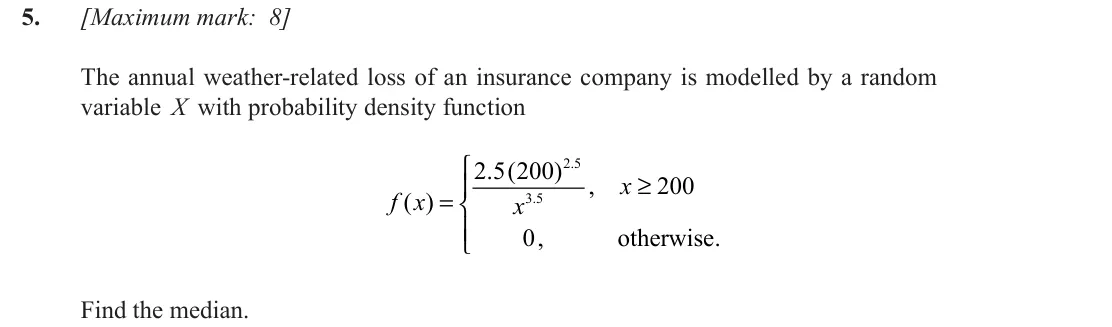 5. [Maximum mark: 8]
The annual weather-related loss of an insurance company is modelled by a random
variable X with probability density function
f(x) = { 2.5(200)^2.5 / x^3.5, x ≥ 200
0, otherwise.
Find the median.